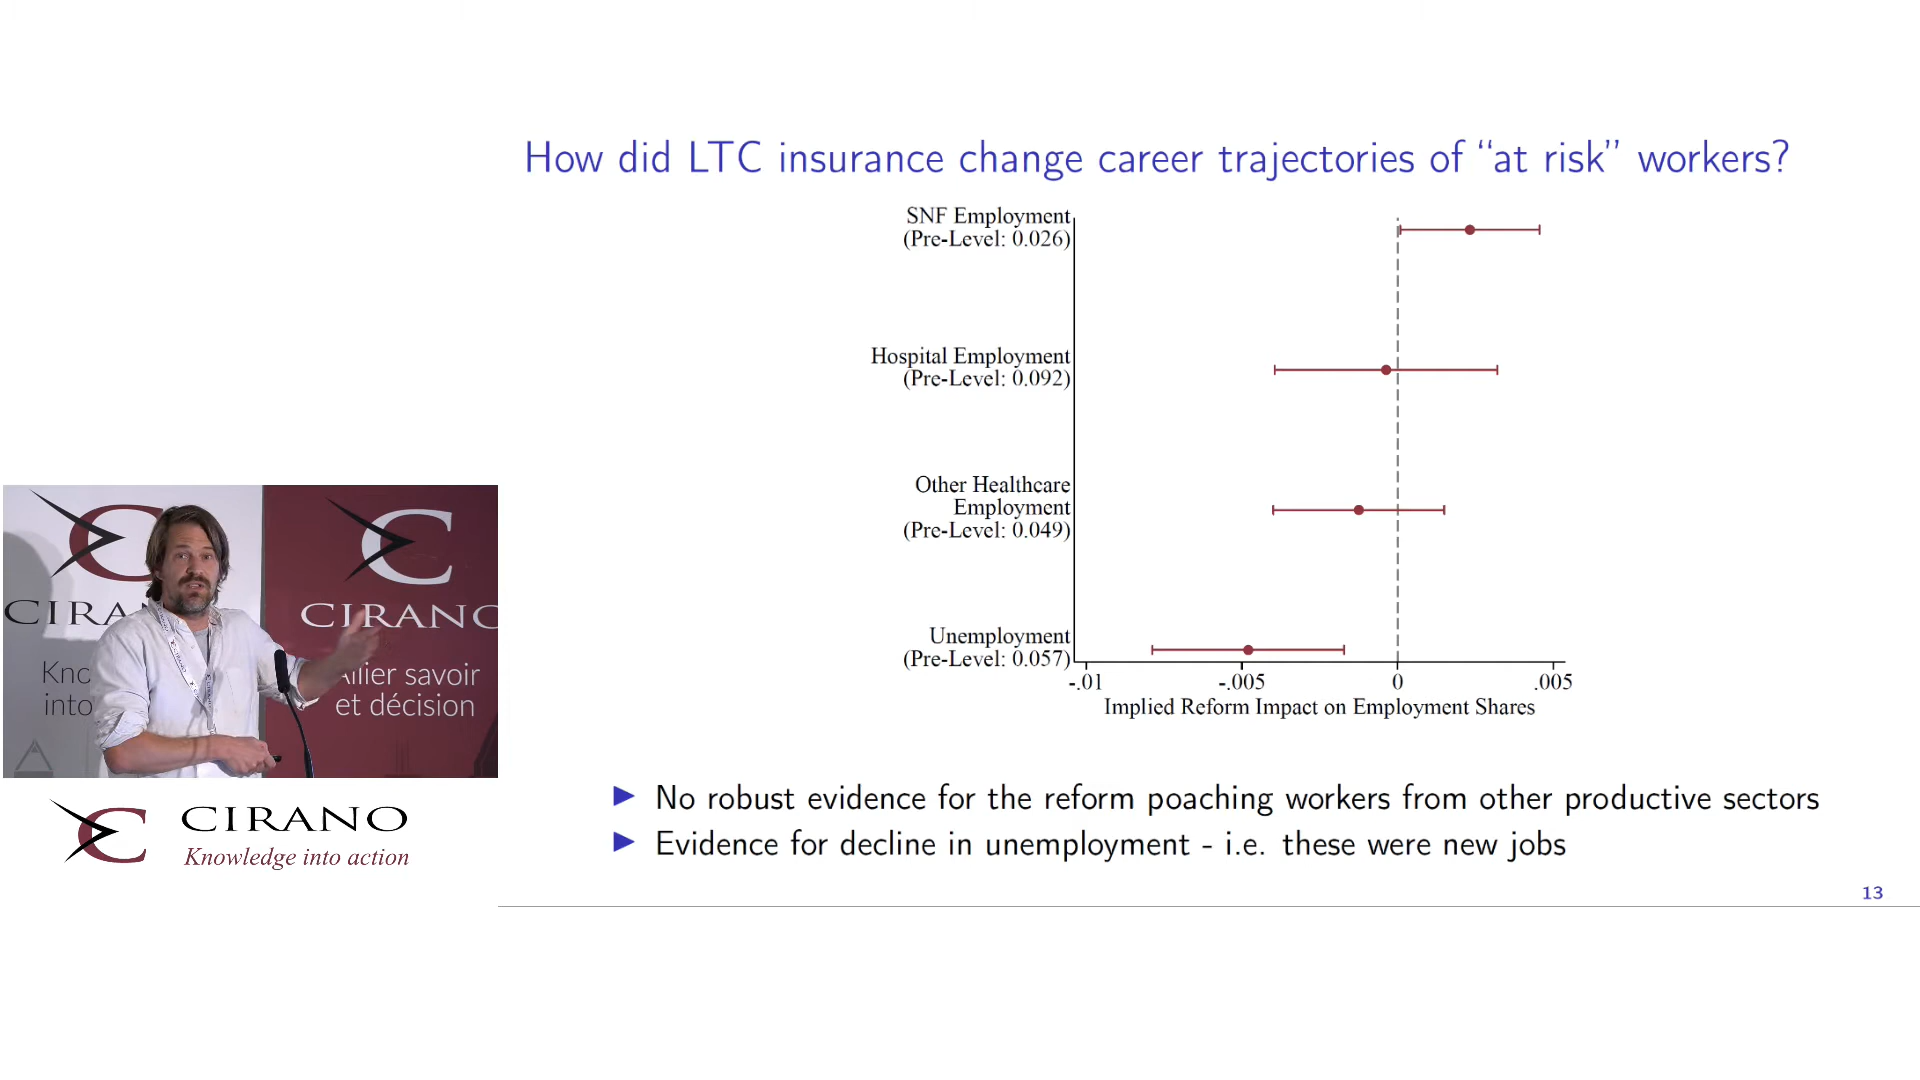 How did LTC insurance change career trajectories of “at risk” workers?
SNF Employment
(Pre-Level: 0.026)
Hospital Employment
(Pre-Level: 0.092)
Other Healthcare
Employment
(Pre-Level: 0.049)
Unemployment
(Pre-Level: 0.057)
-.01 -.005 0 .005
Implied Reform Impact on Employment Shares
▶ No robust evidence for the reform poaching workers from other productive sectors
▶ Evidence for decline in unemployment - i.e. these were new jobs
13
CIRANO
savoir
et décision
into
CIRANO
Knowledge into action